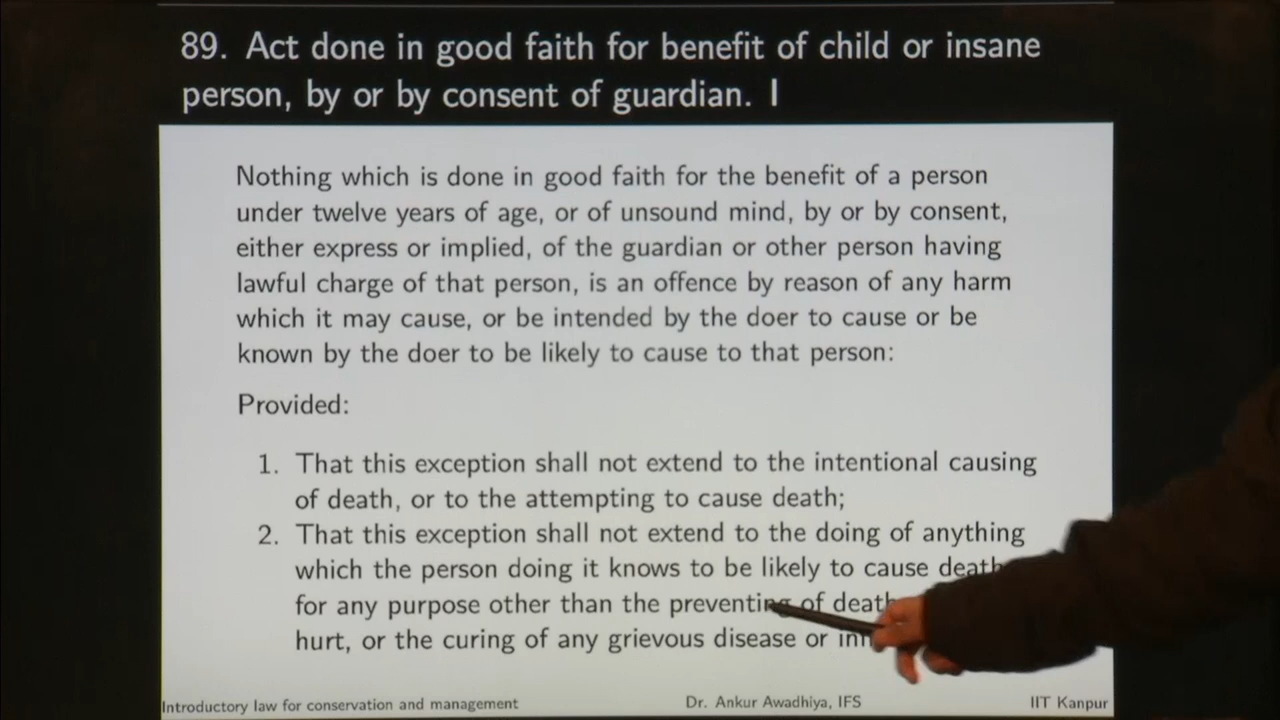 89. Act done in good faith for benefit of child or insane
person, by or by consent of guardian. I
Nothing which is done in good faith for the benefit of a person
under twelve years of age, or of unsound mind, by or by consent,
either express or implied, of the guardian or other person having
lawful charge of that person, is an offence by reason of any harm
which it may cause, or be intended by the doer to cause or be
known by the doer to be likely to cause to that person:
Provided:
1. That this exception shall not extend to the intentional causing
of death, or to the attempting to cause death;
2. That this exception shall not extend to the doing of anything
which the person doing it knows to be likely to cause death
for any purpose other than the preventing of death
hurt, or the curing of any grievous disease or
Introductory law for conservation and management
Dr. Ankur Awadhiya, IFS
IIT Kanpur